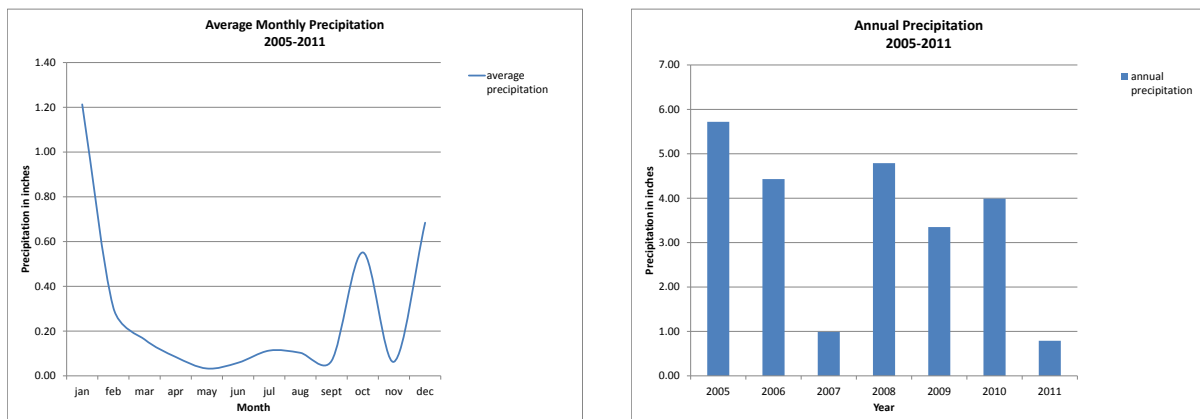 Average Monthly Precipitation
2005-2011
1.40
1.20
1.00
0.80
0.60
0.40
0.20
0.00
Precipitation in inches
jan feb mar apr may jun jul aug sept oct nov dec
Month
average
precipitation
Annual Precipitation
2005-2011
7.00
6.00
5.00
4.00
3.00
2.00
1.00
0.00
Precipitation in inches
2005 2006 2007 2008 2009 2010 2011
Year
annual
precipitation